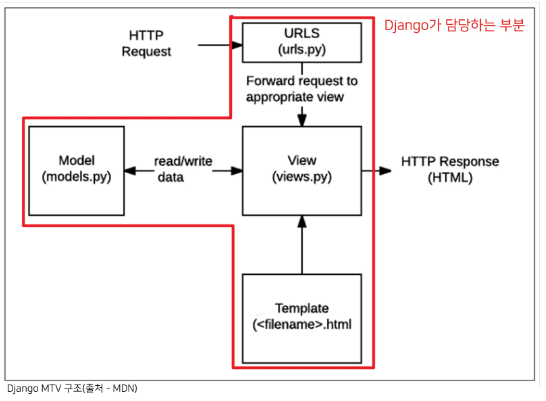 Django가 담당하는 부분
HTTP
Request
URLS
(urls.py)
Forward request to
appropriate view
Model
(models.py)
read/write
data
View
(views.py)
HTTP Response
(HTML)
Template
(<filename>.html
Django MTV 구조(출처 - MDN)